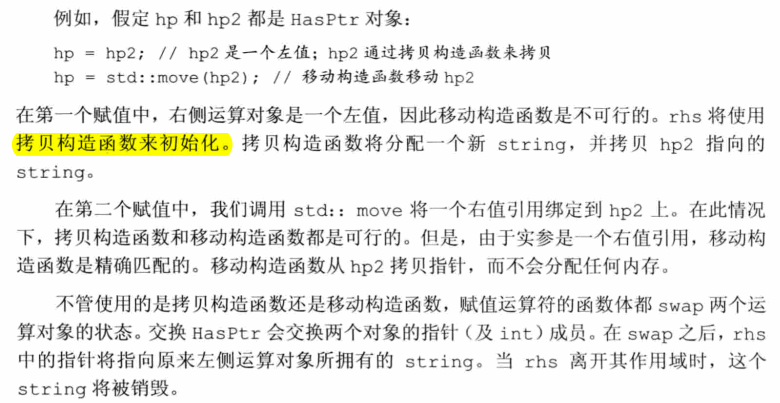 例如，假定 hp 和 hp2 都是 HasPtr 对象：
hp = hp2; // hp2 是一个左值；hp2 通过拷贝构造函数来拷贝
hp = std::move(hp2); // 移动构造函数移动 hp2
在第一个赋值中，右侧运算对象是一个左值，因此移动构造函数是不可行的。rhs 将使用
拷贝构造函数来初始化。拷贝构造函数将分配一个新 string，并拷贝 hp2 指向的
string。
在第二个赋值中，我们调用 std::move 将一个右值引用绑定到 hp2 上。在此情况
下，拷贝构造函数和移动构造函数都是可行的。但是，由于实参是一个右值引用，移动构
造函数是精确匹配的。移动构造函数从 hp2 拷贝指针，而不会分配任何内存。
不管使用的是拷贝构造函数还是移动构造函数，赋值运算符的函数体都 swap 两个运
算对象的状态。交换 HasPtr 会交换两个对象的指针（及 int）成员。在 swap 之后，rhs
中的指针将指向原来左侧运算对象所拥有的 string。当 rhs 离开其作用域时，这个
string 将被销毁。